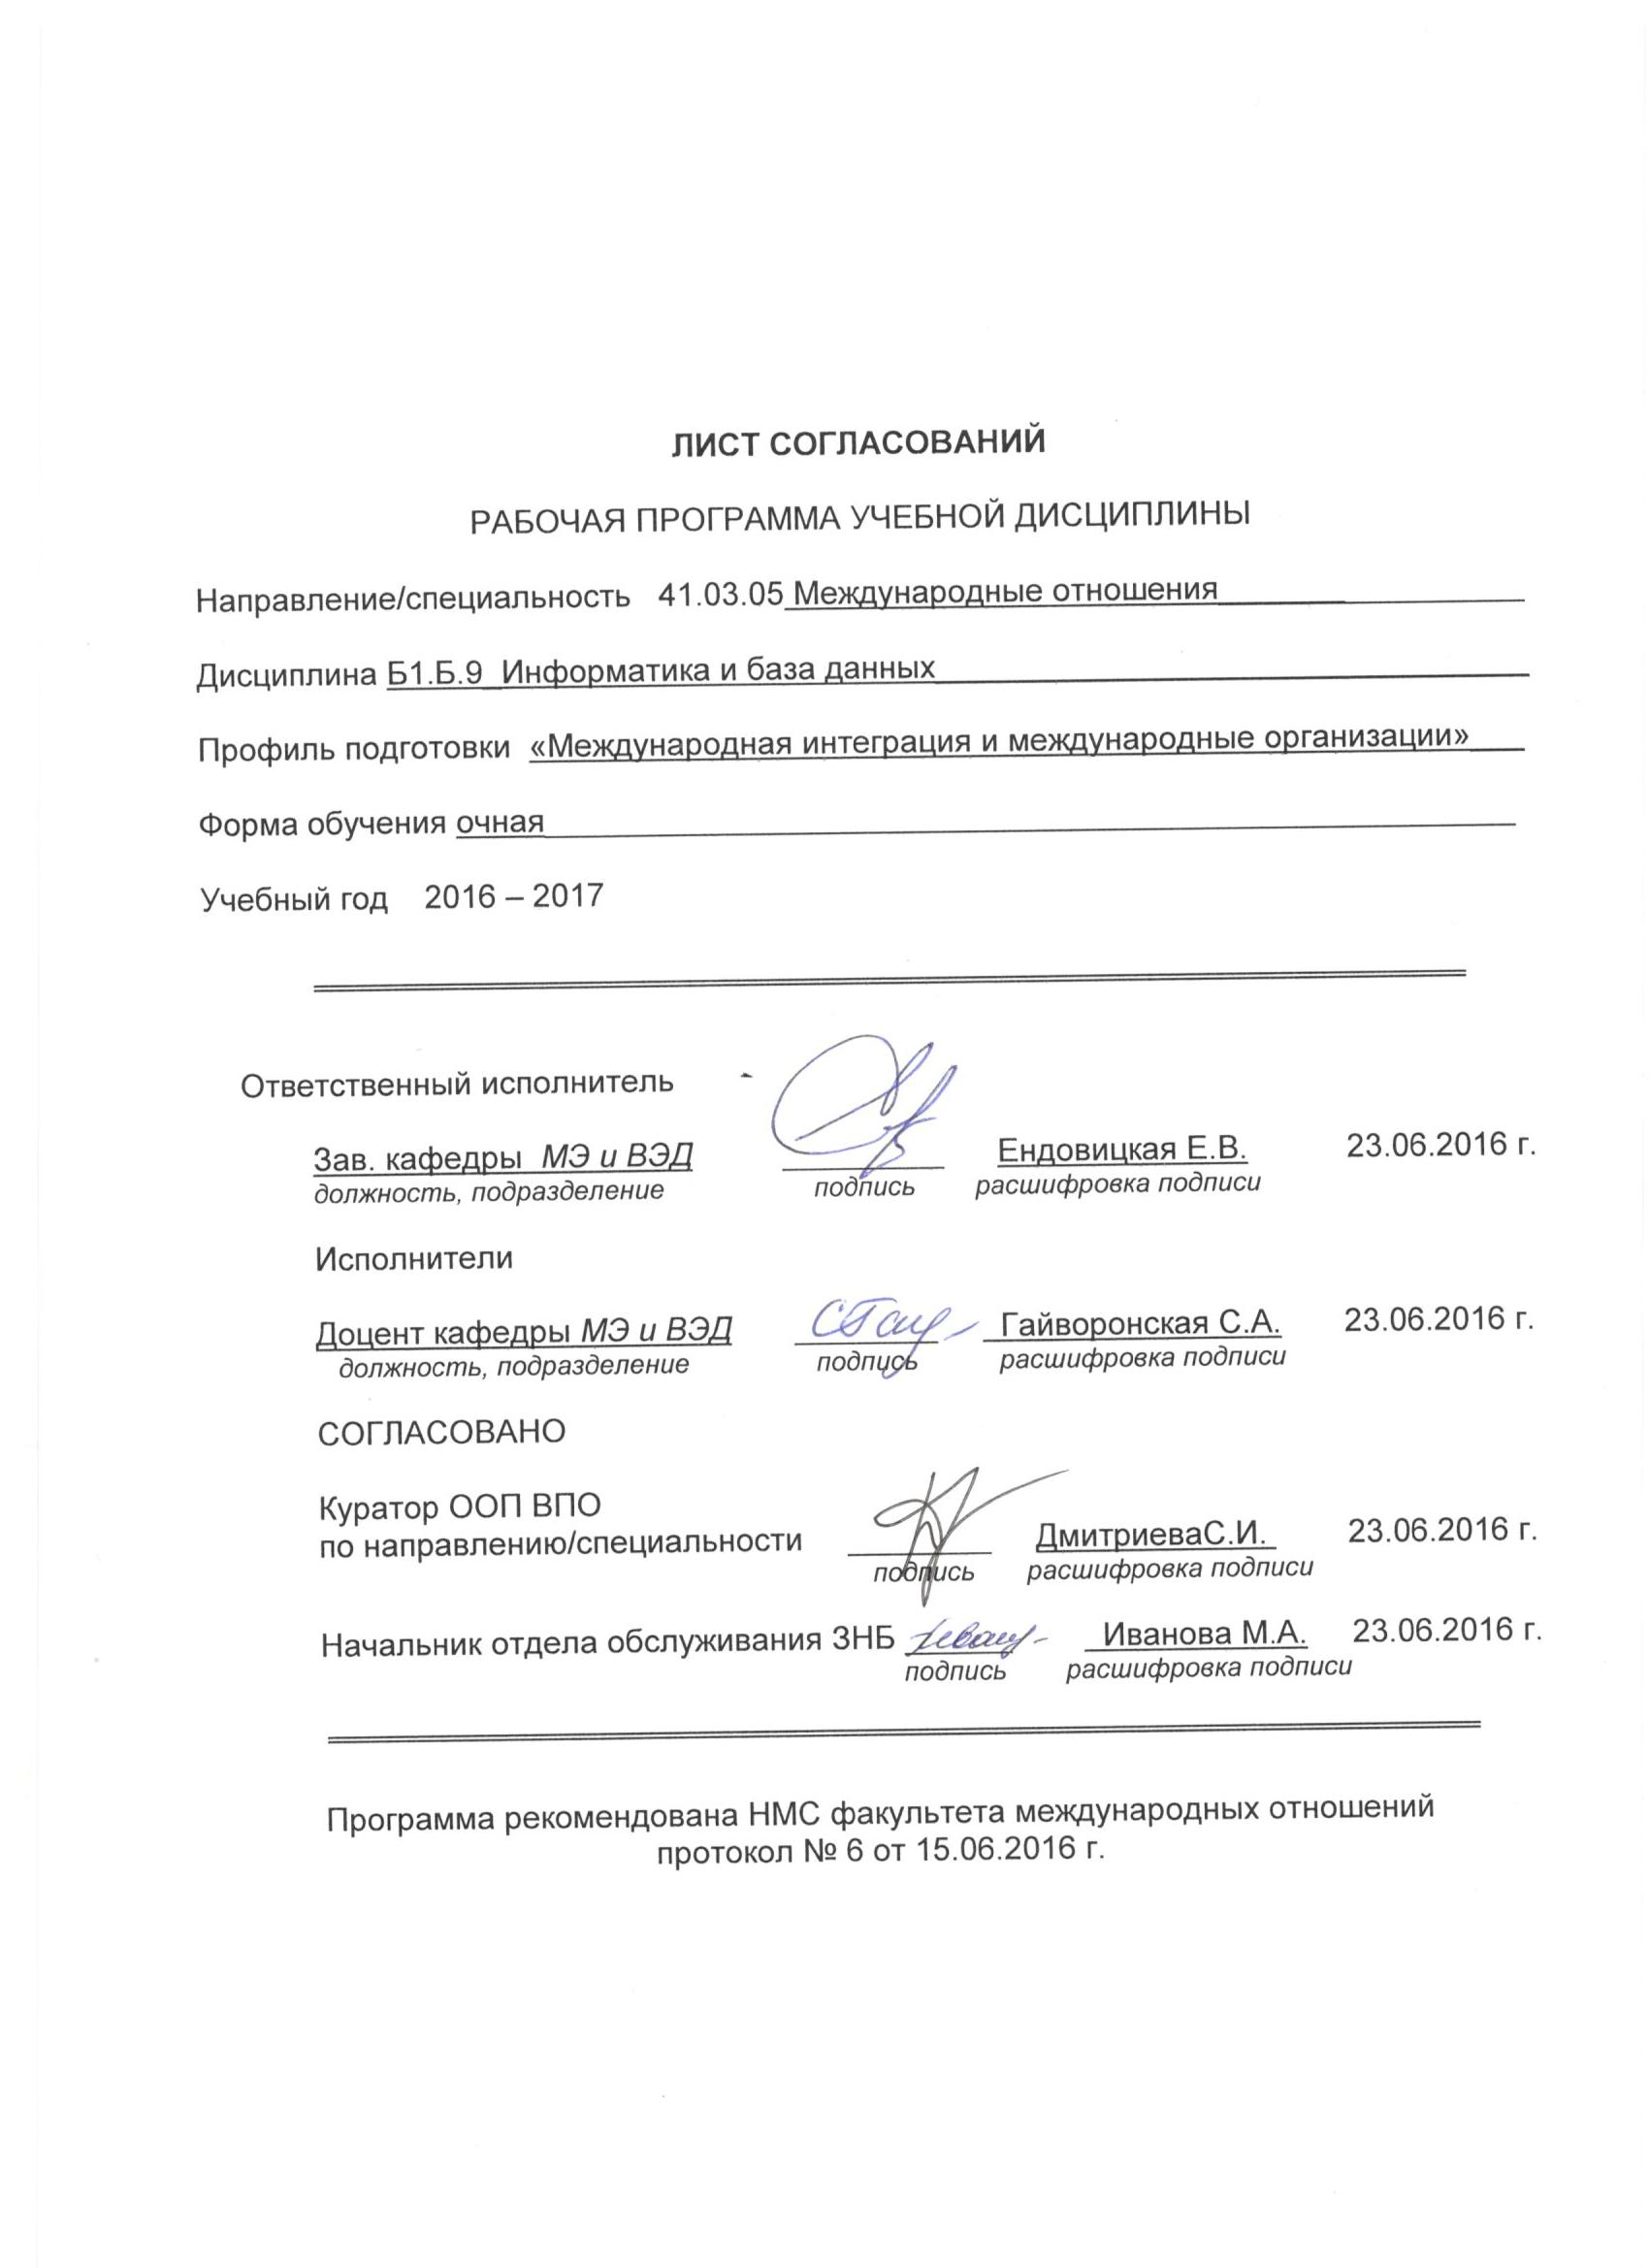 ЛИСТ СОГЛАСОВАНИЙ
РАБОЧАЯ ПРОГРАММА УЧЕБНОЙ ДИСЦИПЛИНЫ
Направление/специальность 41.03.05 Международные отношения
Дисциплина Б1.Б.9 Информатика и база данных
Профиль подготовки «Международная интеграция и международные организации»
Форма обучения очная
Учебный год 2016 – 2017
Ответственный исполнитель
Зав. кафедры МЭ и ВЭД Ендовицкая Е.В. 23.06.2016 г.
должность, подразделение подпись расшифровка подписи
Исполнители
Доцент кафедры МЭ и ВЭД Гайворонская С.А. 23.06.2016 г.
должность, подразделение подпись расшифровка подписи
СОГЛАСОВАНО
Куратор ООП ВПО
по направлению/специальности ДмитриеваС.И. 23.06.2016 г.
подпись расшифровка подписи
Начальник отдела обслуживания ЗНБ Иванова М.А. 23.06.2016 г.
подпись расшифровка подписи
Программа рекомендована НМС факультета международных отношений
протокол № 6 от 15.06.2016 г.